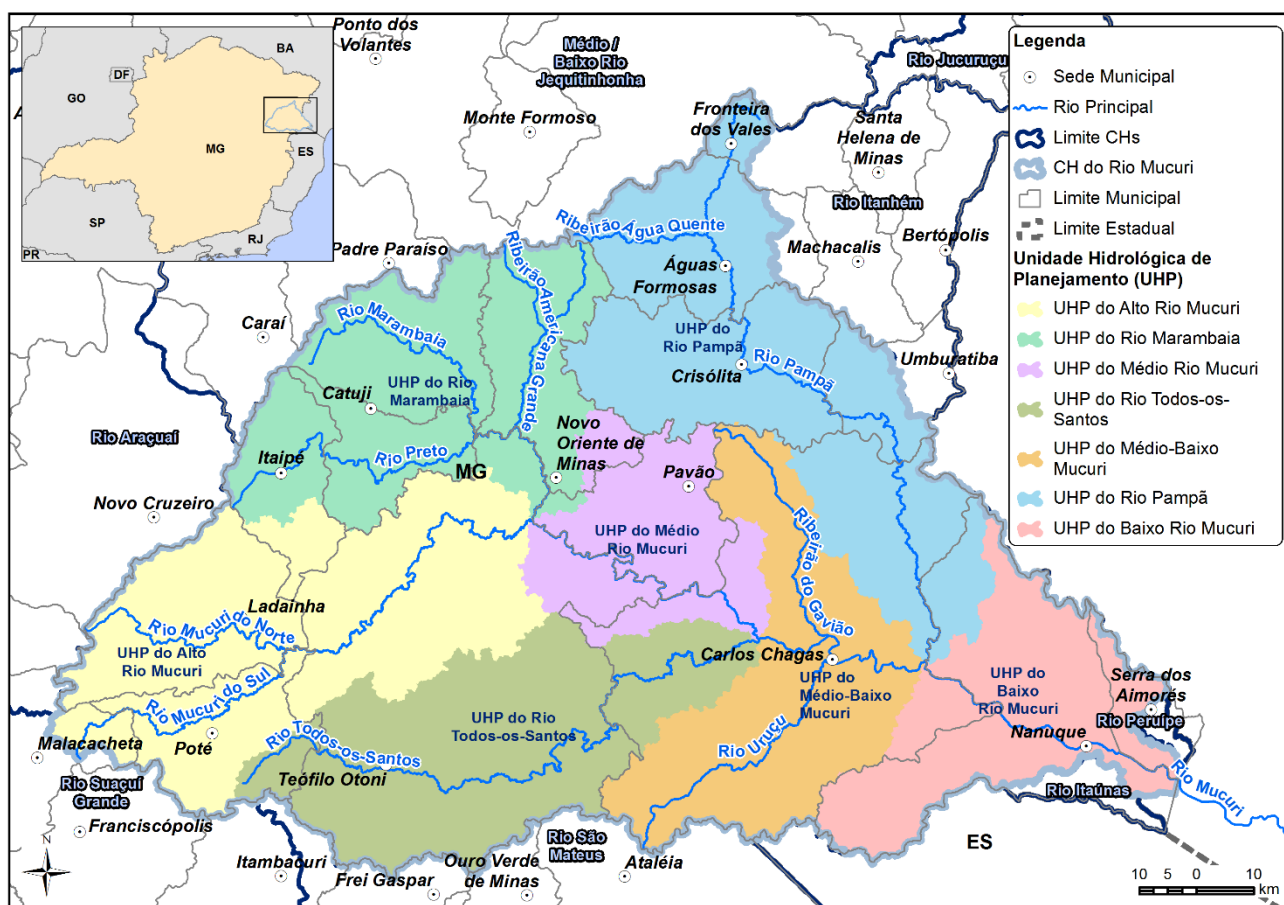 BA
DF
GO
MG
ES
SP
RJ
PR
A
Ponto dos
Volantes
Médio /
Baixo Rio
Jequitinhonha
Rio Jucuruçu
Monte Formoso
Fronteira
dos Vales
Santa
Helena de
Minas
Rio Itanhém
Ribeirão Água Quente
Ribeirão Americana Grande
Padre Paraíso
Machacalis
Bertópolis
Águas
Formosas
Caraí
Rio Marambaia
UHP do
Rio Pampã
Rio Pampã
Umburatiba
Crisólita
Catuji
UHP do Rio
Marambaia
Rio Araçuaí
Novo
Oriente de
Minas
Itaipé
Rio Preto
MG
Pavão
Novo Cruzeiro
UHP do Médio
Rio Mucuri
Ribeirão do Gavião
Ladainha
Rio Mucuri do Norte
UHP do Alto
Rio Mucuri
Rio Mucuri do Sul
Carlos Chagas
UHP do
Médio-Baixo
Mucuri
UHP do
Baixo
Rio Mucuri
Serra dos
Aimorés
Rio Peruípe
Poté
Malacacheta
UHP do Rio
Todos-os-Santos
Rio Todos-os-Santos
Rio Uruçu
Nanuque
Rio Mucuri
Teófilo Otoni
Rio Suaçuí
Grande
Rio Itaúnas
Franciscópolis
Itambacuri
Frei Gaspar
Ouro Verde
de Minas
Rio São
Mateus
Ataléia
ES
N
10 5 0 10
km
Legenda
Sede Municipal
Rio Principal
Limite CHs
CH do Rio Mucuri
Limite Municipal
Limite Estadual
Unidade Hidrológica de
Planejamento (UHP)
UHP do Alto Rio Mucuri
UHP do Rio Marambaia
UHP do Médio Rio Mucuri
UHP do Rio Todos-os-
Santos
UHP do Médio-Baixo
Mucuri
UHP do Rio Pampã
UHP do Baixo Rio Mucuri